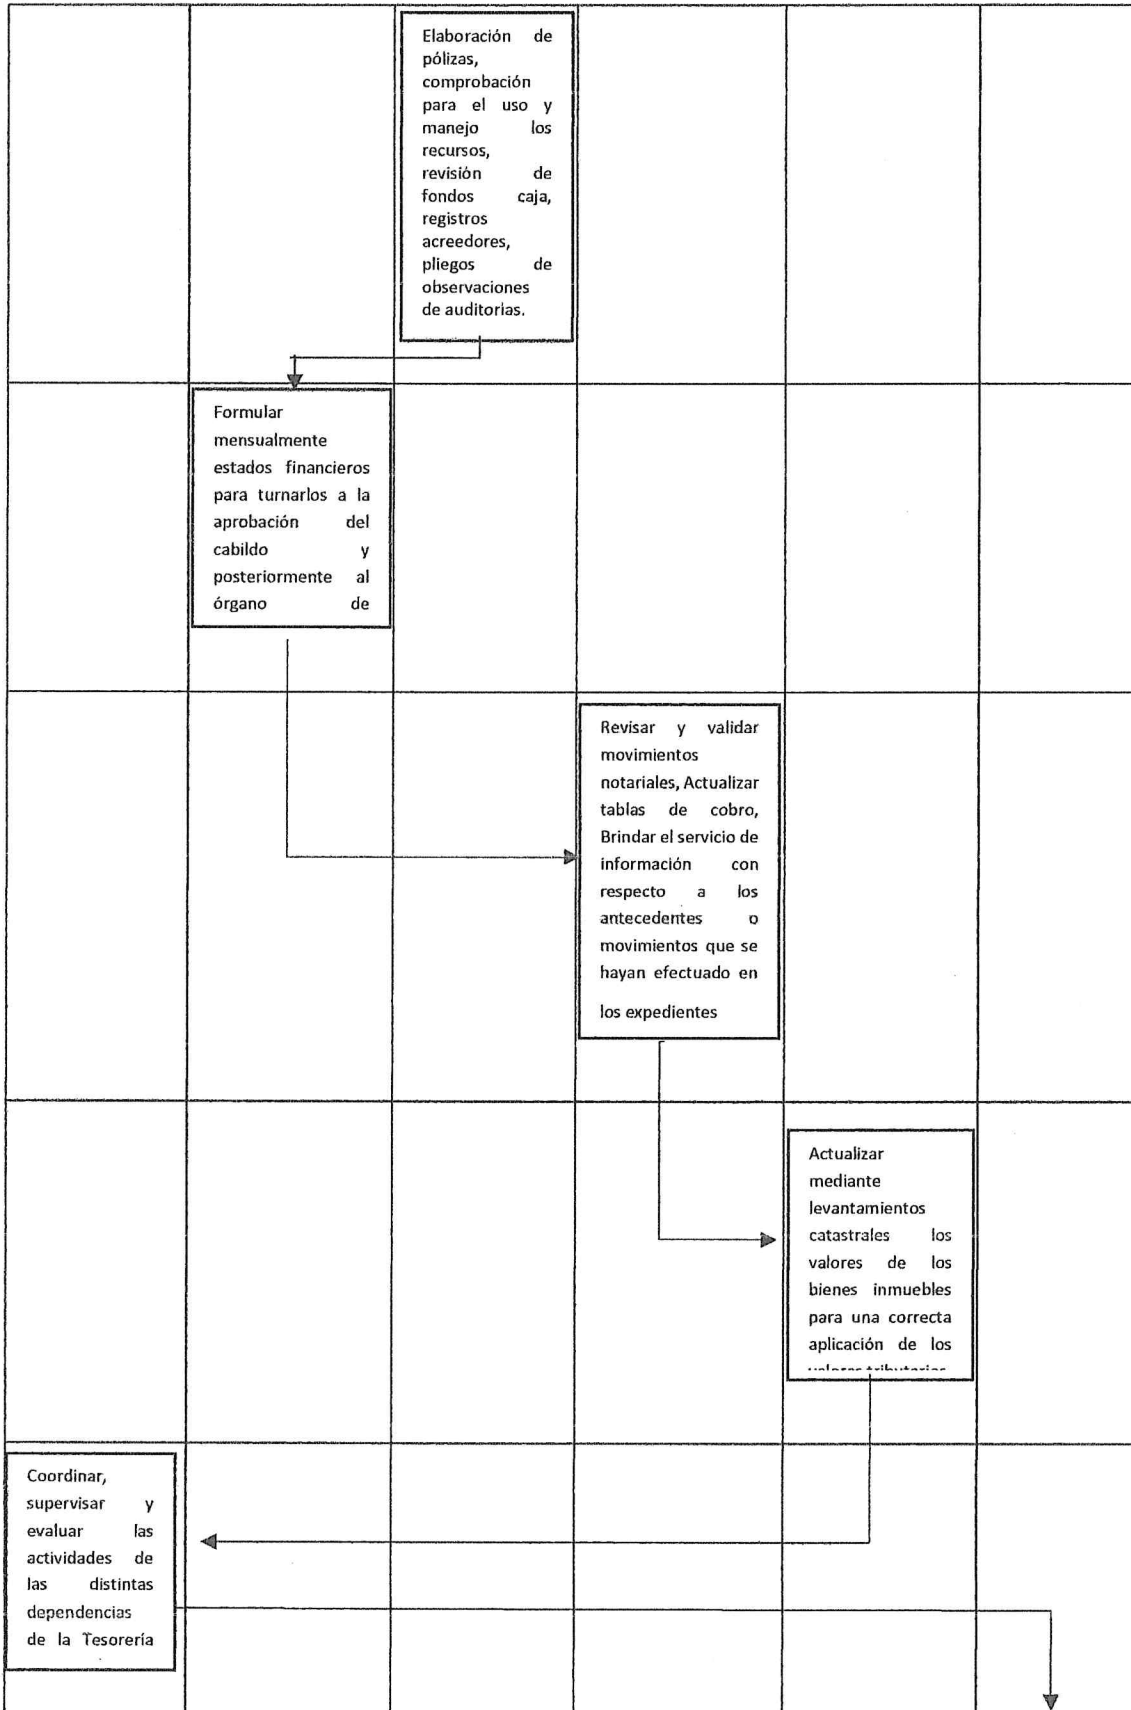 Elaboración de
pólizas,
comprobación
para el uso y
manejo los
recursos,
revisión de
fondos caja,
registros
acreedores,
pliegos de
observaciones
de auditorias.
Formular
mensualmente
estados financieros
para turnarlos a la
aprobación del
cabildo y
posteriormente al
órgano de
Revisar y validar
movimientos
notariales, Actualizar
tablas de cobro,
Brindar el servicio de
información con
respecto a los
antecedentes o
movimientos que se
hayan efectuado en
los expedientes
Actualizar
mediante
levantamientos
catastrales los
valores de los
bienes inmuebles
para una correcta
aplicación de los
Coordinar,
supervisar y
evaluar las
actividades de
las distintas
dependencias
de la Tesorería